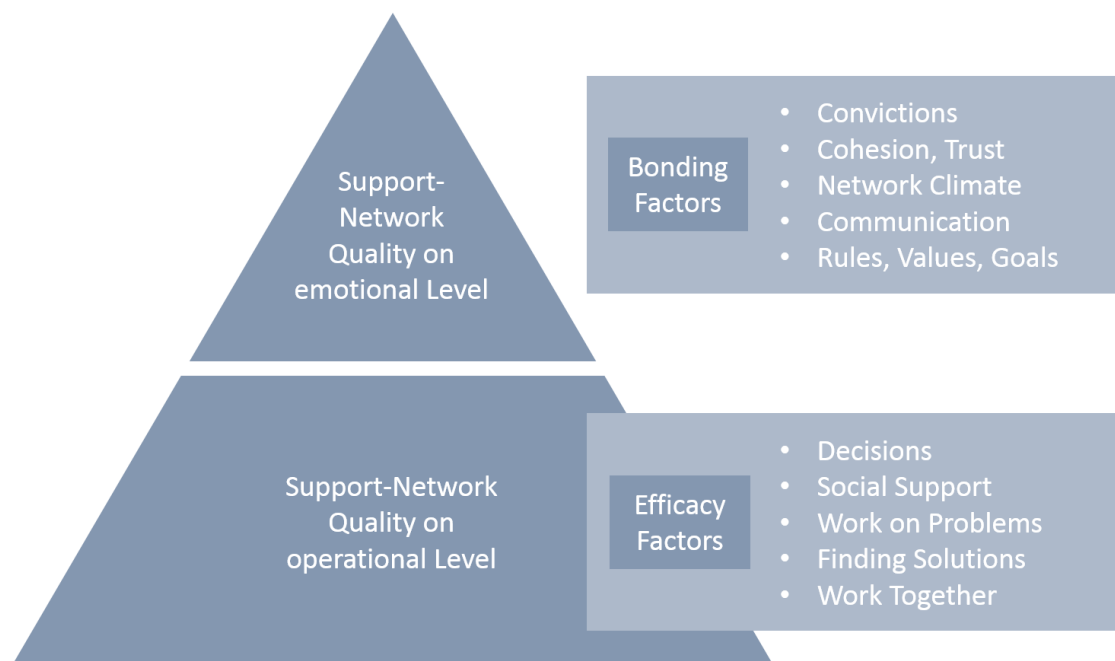 Support-
Network
Quality on
emotional Level
Bonding
Factors
• Convictions
• Cohesion, Trust
• Network Climate
• Communication
• Rules, Values, Goals
Support-Network
Quality on
operational Level
Efficacy
Factors
• Decisions
• Social Support
• Work on Problems
• Finding Solutions
• Work Together